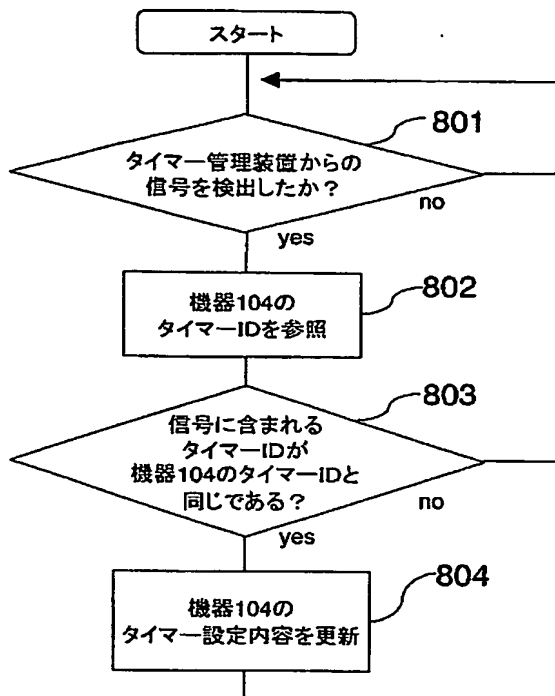 スタート
801
タイマー管理装置からの
信号を検出したか？
no
yes
802
機器104の
タイマーIDを参照
803
信号に含まれる
タイマーIDが
機器104のタイマーIDと
同じである？
no
yes
804
機器104の
タイマー設定内容を更新